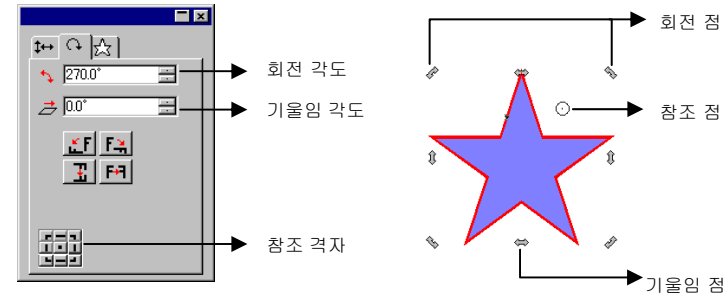 270.0°
회전 각도
0.0°
기울임 각도
참조 격자
회전 점
참조 점
기울임 점